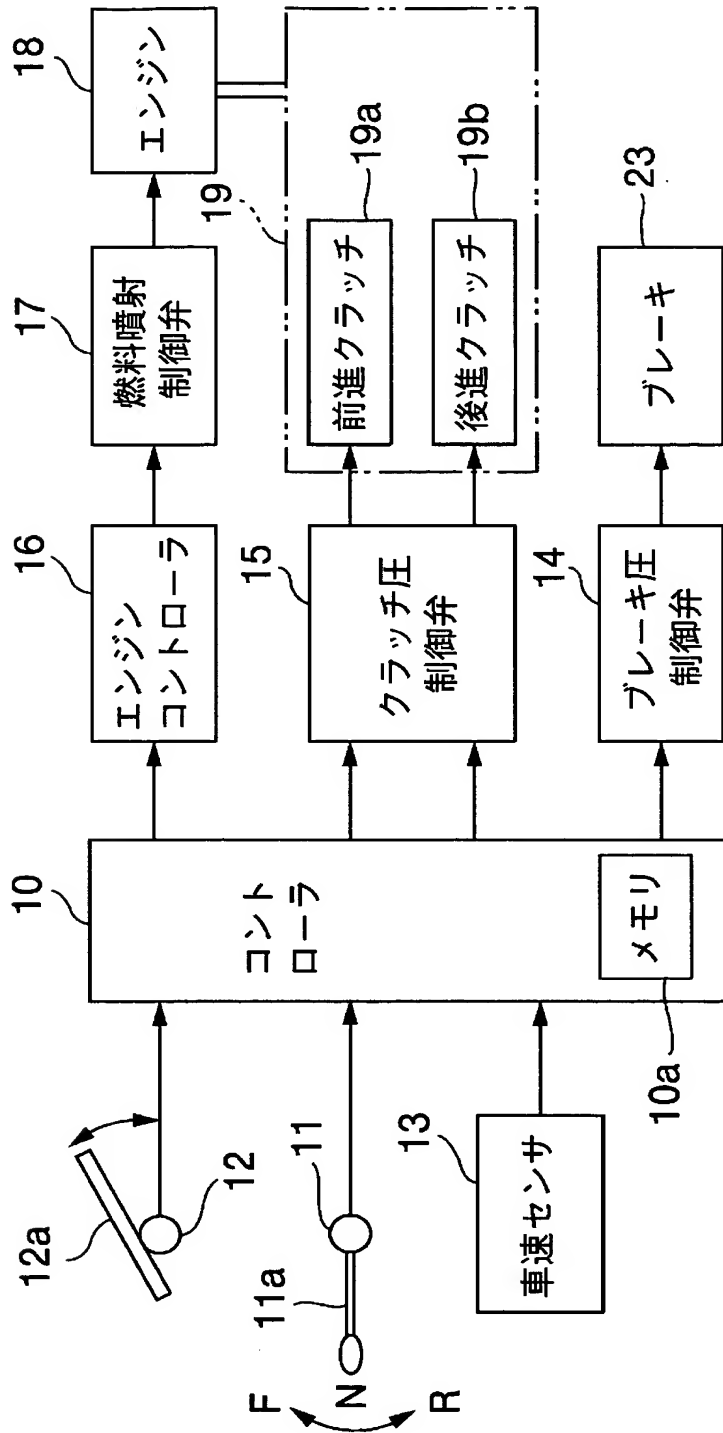 12a
12
11a
11
F
N
R
13
車速センサ
10
コント
ローラ
メモリ
10a
16
エンジン
コントローラ
15
クラッチ圧
制御弁
14
ブレーキ圧
制御弁
17
燃料噴射
制御弁
18
エンジン
19
前進クラッチ
19a
後進クラッチ
19b
ブレーキ
23